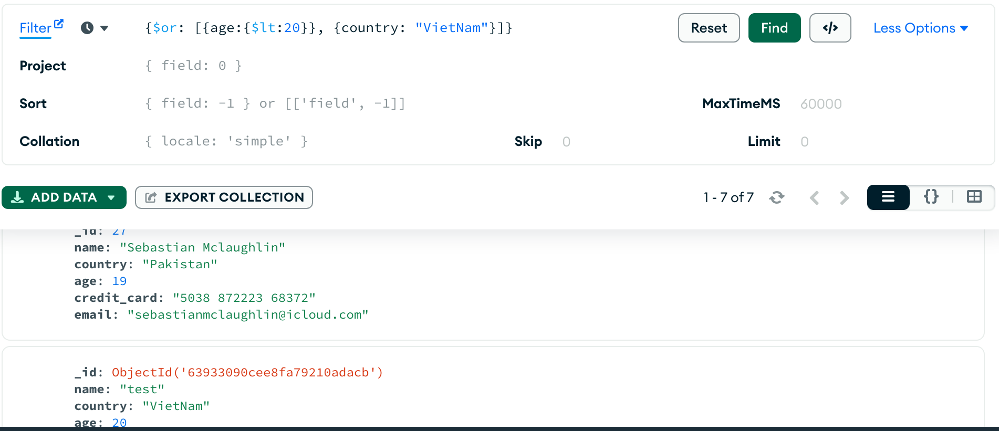 Filter {$or: [{age:{$lt:20}}, {country: "VietNam"}]} Reset Find </> Less Options
Project { field: 0 }
Sort { field: -1 } or [['field', -1]] MaxTimeMS 60000
Collation { locale: 'simple' } Skip 0 Limit 0
ADD DATA EXPORT COLLECTION 1 - 7 of 7 {}
_id: 27
name: "Sebastian Mclaughlin"
country: "Pakistan"
age: 19
credit_card: "5038 872223 68372"
email: "sebastianmclaughlin@icloud.com"
_id: ObjectId('63933090cee8fa79210adacb')
name: "test"
country: "VietNam"
age: 20